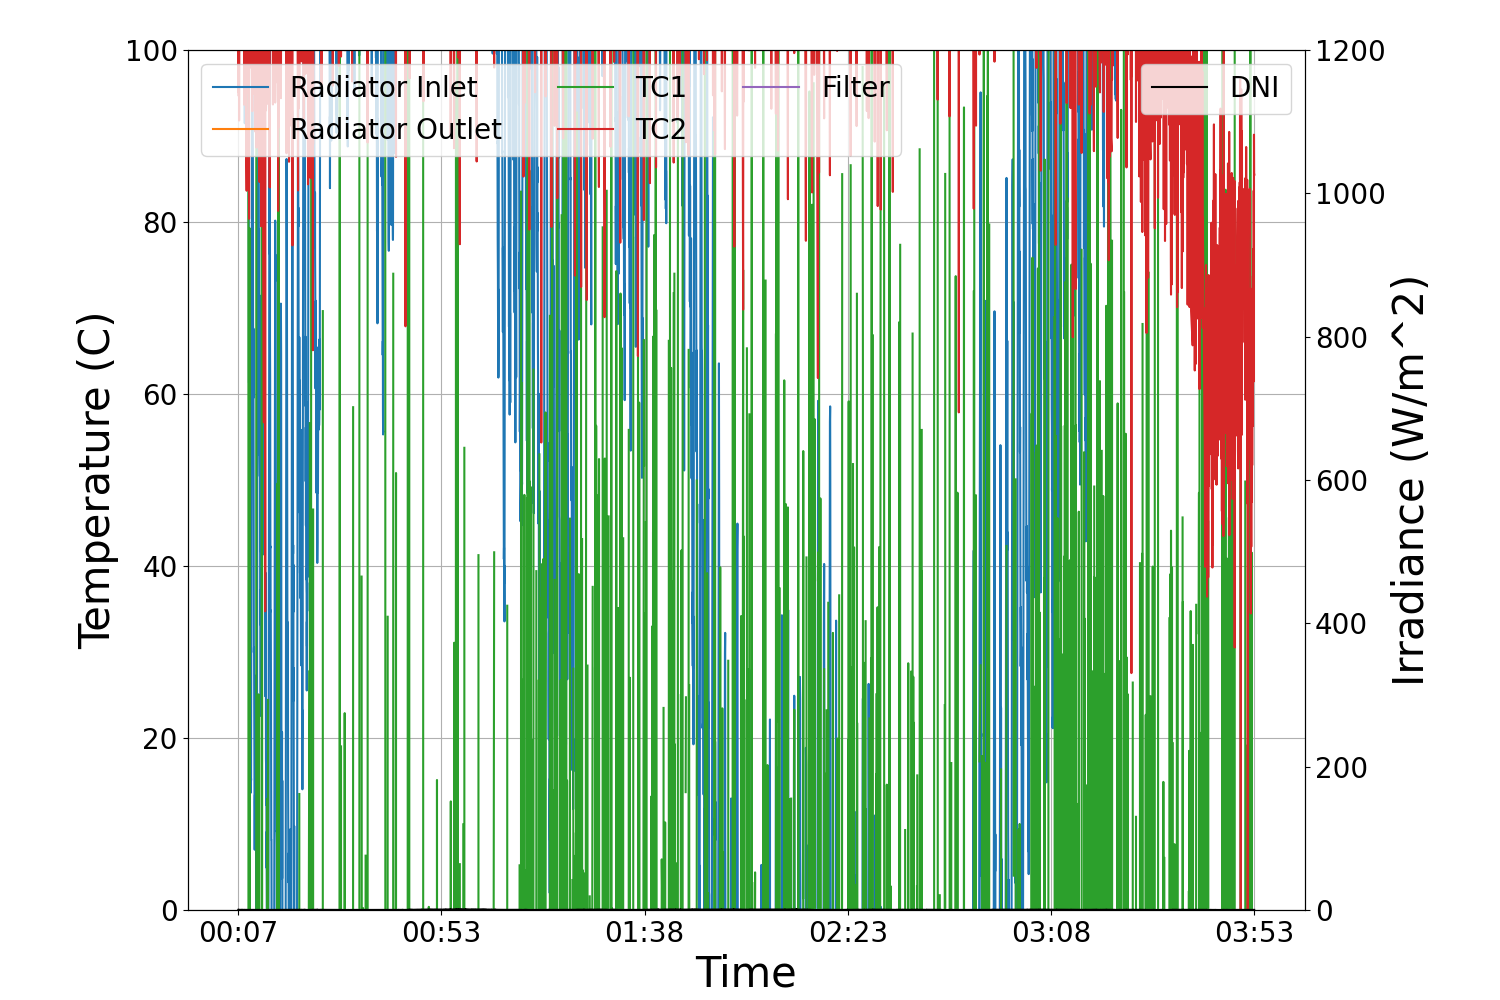 100
80
60
40
20
0
Temperature (C)
Radiator Inlet
Radiator Outlet
TC1
TC2
Filter
DNI
1200
1000
800
600
400
200
0
Irradiance (W/m^2)
00:07 00:53 01:38 02:23 03:08 03:53
Time